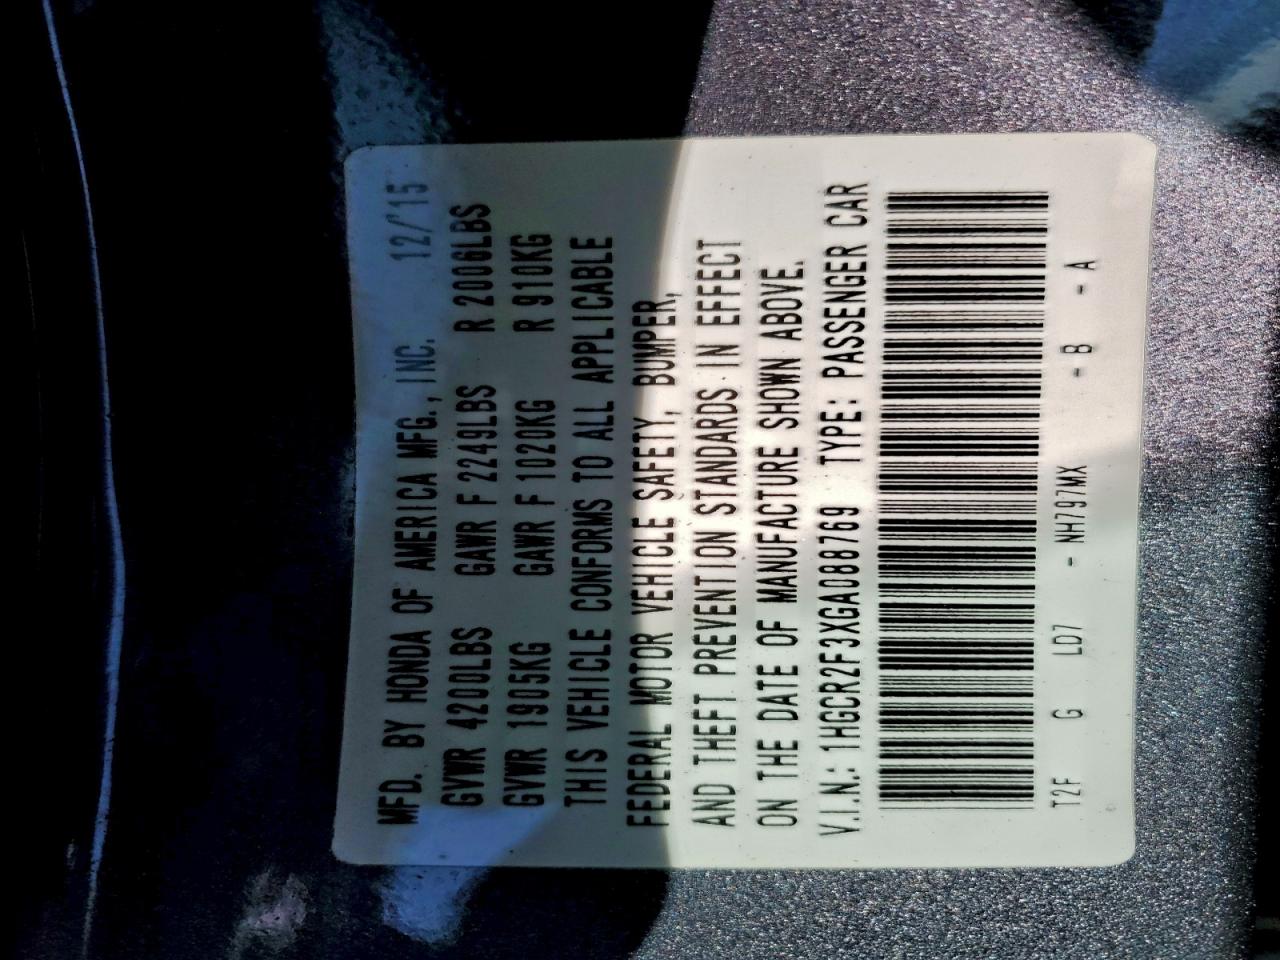 MFD. BY HONDA OF AMERICA MFG., INC. 12/'15
GVWR 4200LBS GAWR F 2249LBS R 2006LBS
GVWR 1905KG GAWR F 1020KG R 910KG
THIS VEHICLE CONFORMS TO ALL APPLICABLE
FEDERAL MOTOR VEHICLE SAFETY, BUMPER,
AND THEFT PREVENTION STANDARDS IN EFFECT
ON THE DATE OF MANUFACTURE SHOWN ABOVE.
V.I.N.: 1HGCR2F3XGA088769 TYPE: PASSENGER CAR
T2F G LD7 - NH797MX -B -A